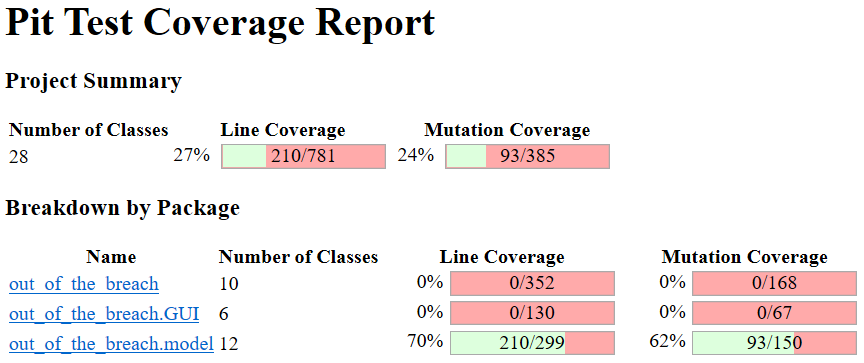 Pit Test Coverage Report
Project Summary
Number of Classes Line Coverage Mutation Coverage
28 27% 210/781 24% 93/385
Breakdown by Package
Name Number of Classes Line Coverage Mutation Coverage
out_of_the_breach 10 0% 0/352 0% 0/168
out_of_the_breach.GUI 6 0% 0/130 0% 0/67
out_of_the_breach.model 12 70% 210/299 62% 93/150